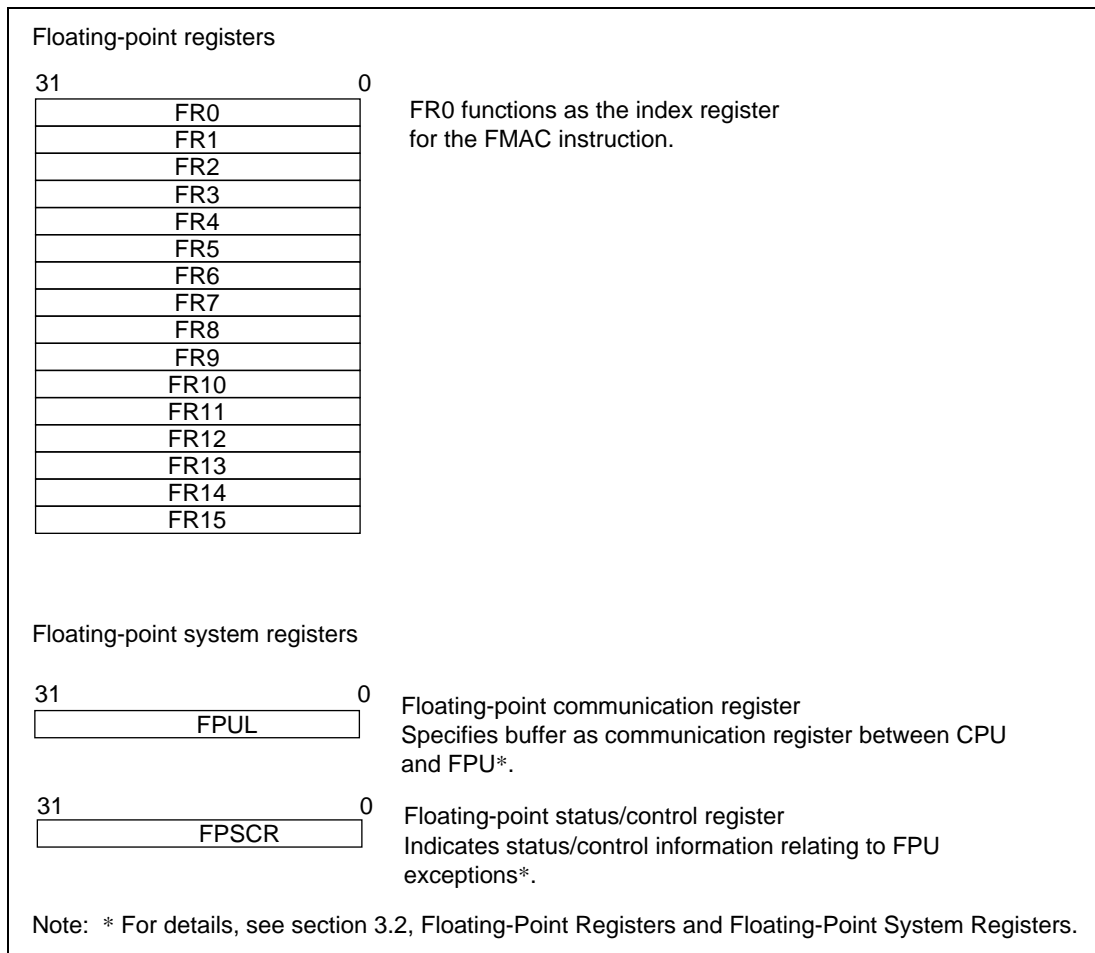 Floating-point registers
31 0
FR0
FR0 functions as the index register
for the FMAC instruction.
FR1
FR2
FR3
FR4
FR5
FR6
FR7
FR8
FR9
FR10
FR11
FR12
FR13
FR14
FR15
Floating-point system registers
31 0
FPUL
Floating-point communication register
Specifies buffer as communication register between CPU
and FPU*.
31 0
FPSCR
Floating-point status/control register
Indicates status/control information relating to FPU
exceptions*.
Note: * For details, see section 3.2, Floating-Point Registers and Floating-Point System Registers.